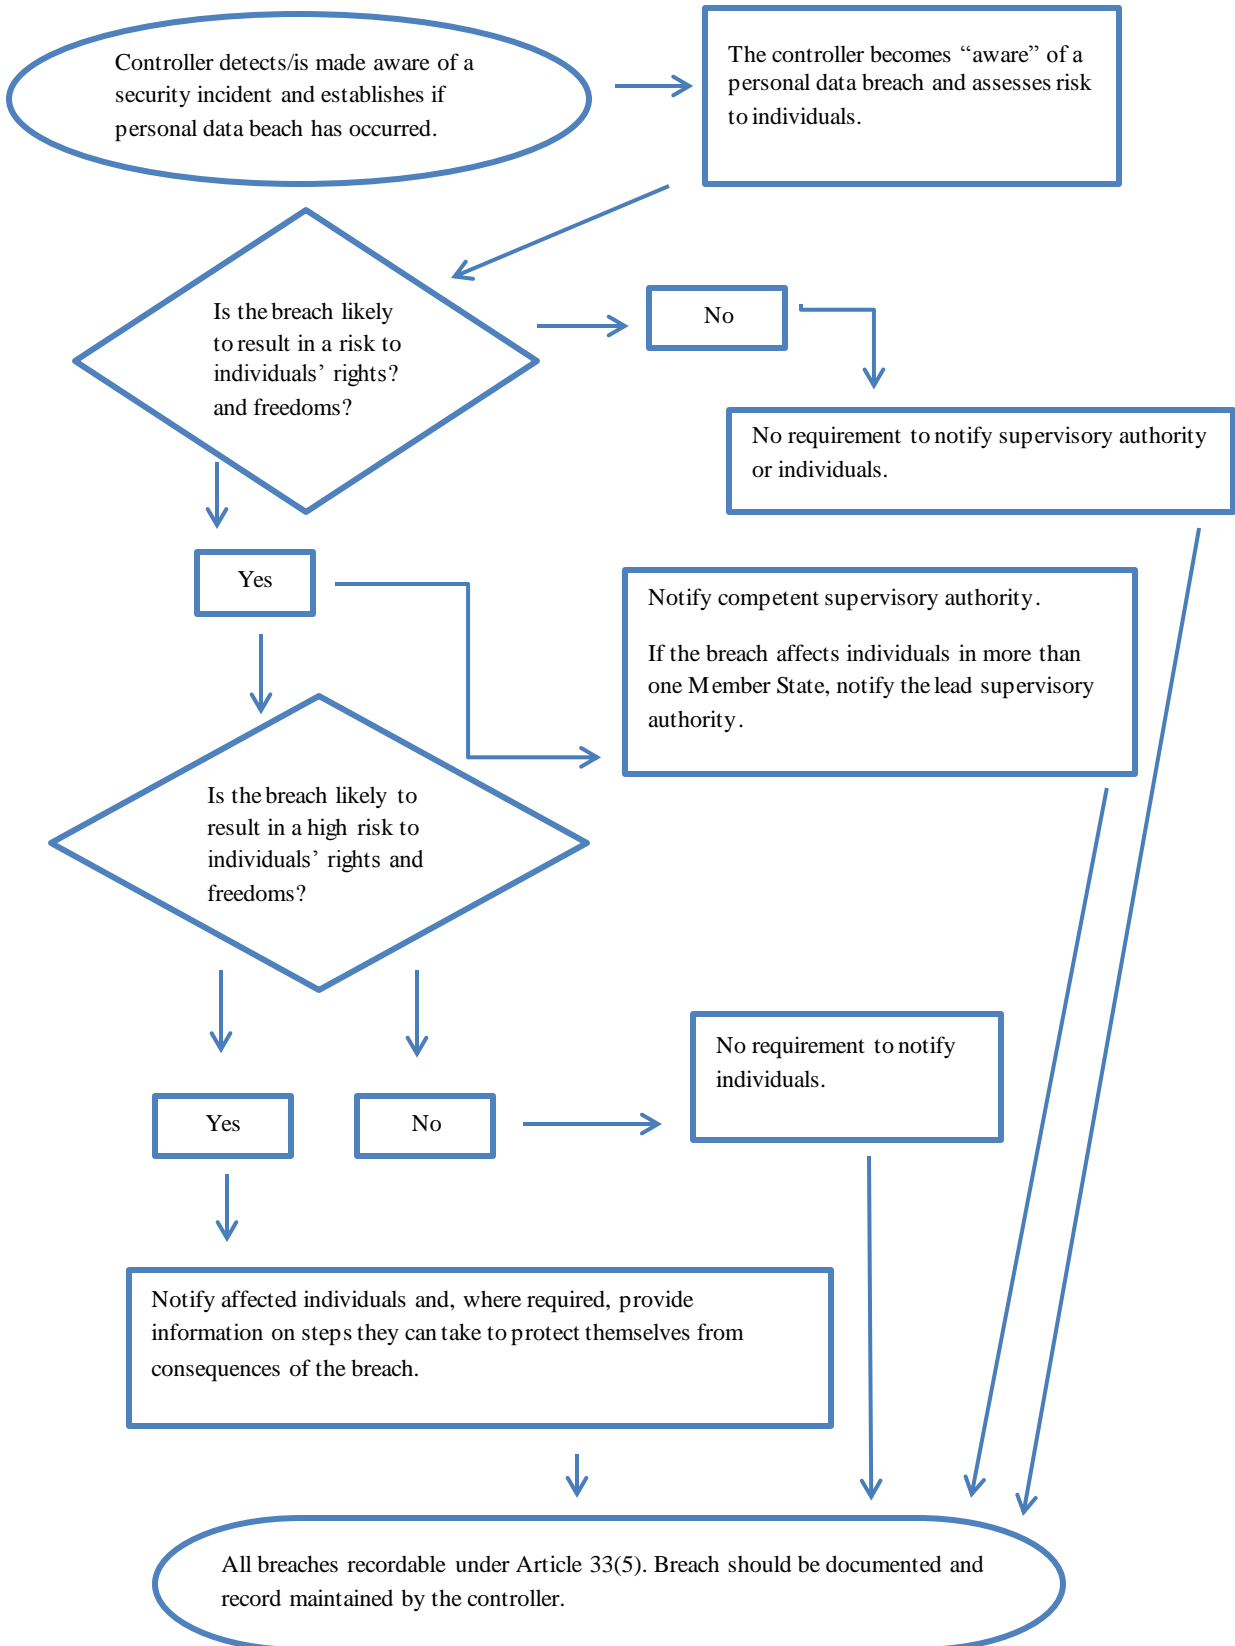 Controller detects/is made aware of a
security incident and establishes if
personal data beach has occurred.
The controller becomes “aware” of a
personal data breach and assesses risk
to individuals.
Is the breach likely
to result in a risk to
individuals’ rights?
and freedoms?
No
No requirement to notify supervisory authority
or individuals.
Yes
Notify competent supervisory authority.
If the breach affects individuals in more than
one Member State, notify the lead supervisory
authority.
Is the breach likely to
result in a high risk to
individuals’ rights and
freedoms?
No requirement to notify
individuals.
Yes
No
Notify affected individuals and, where required, provide
information on steps they can take to protect themselves from
consequences of the breach.
All breaches recordable under Article 33(5). Breach should be documented and
record maintained by the controller.